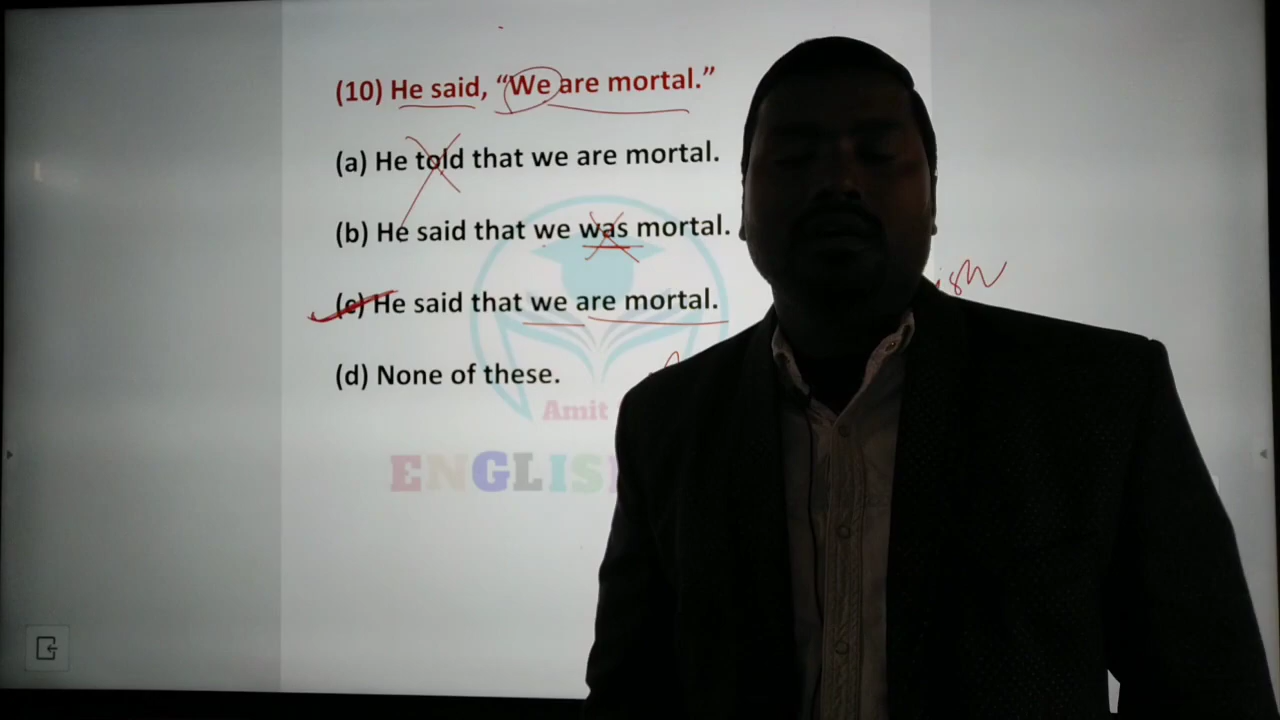 (10) He said, “We are mortal.”
(a) He told that we are mortal.
(b) He said that we was mortal.
(c) He said that we are mortal.
(d) None of these.
Amit
ENGLIS